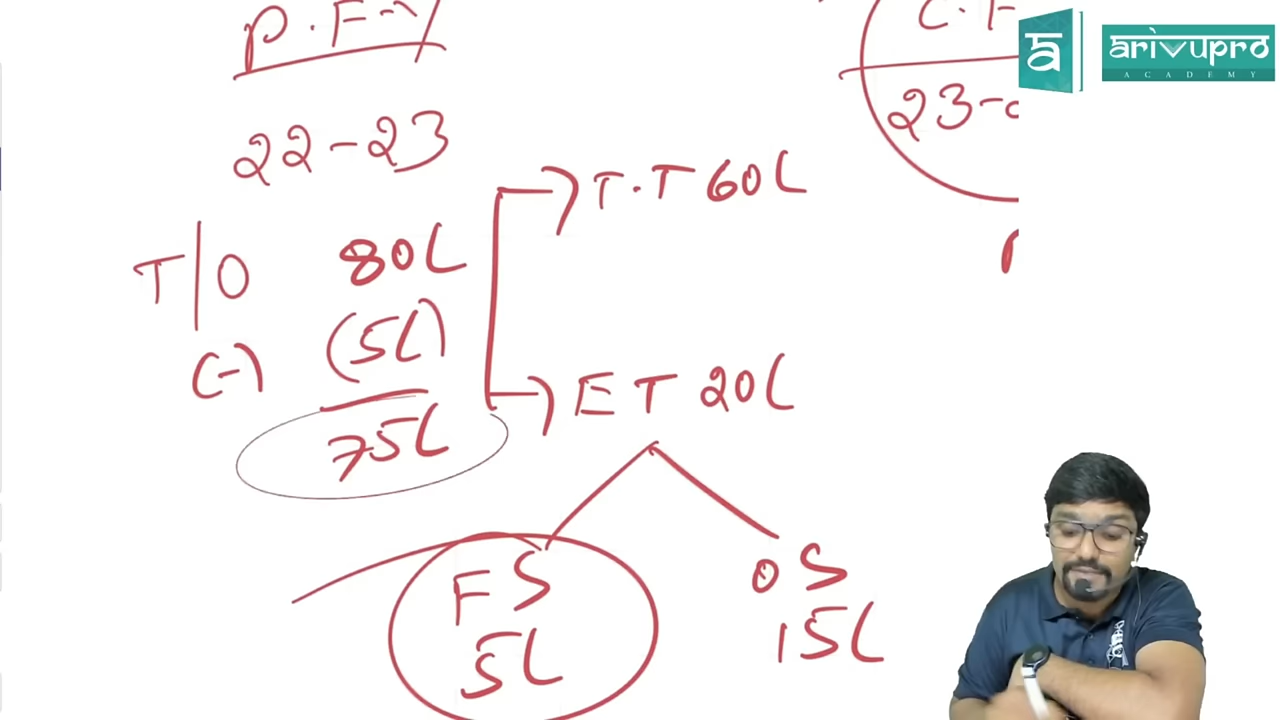 P.F.Y
C.F
22-23
23-
T.T 60L
T/O 80L
(-) (5L)
75L
ET 20L
FS
5L
OS
15L
arivupro
ACADEMY